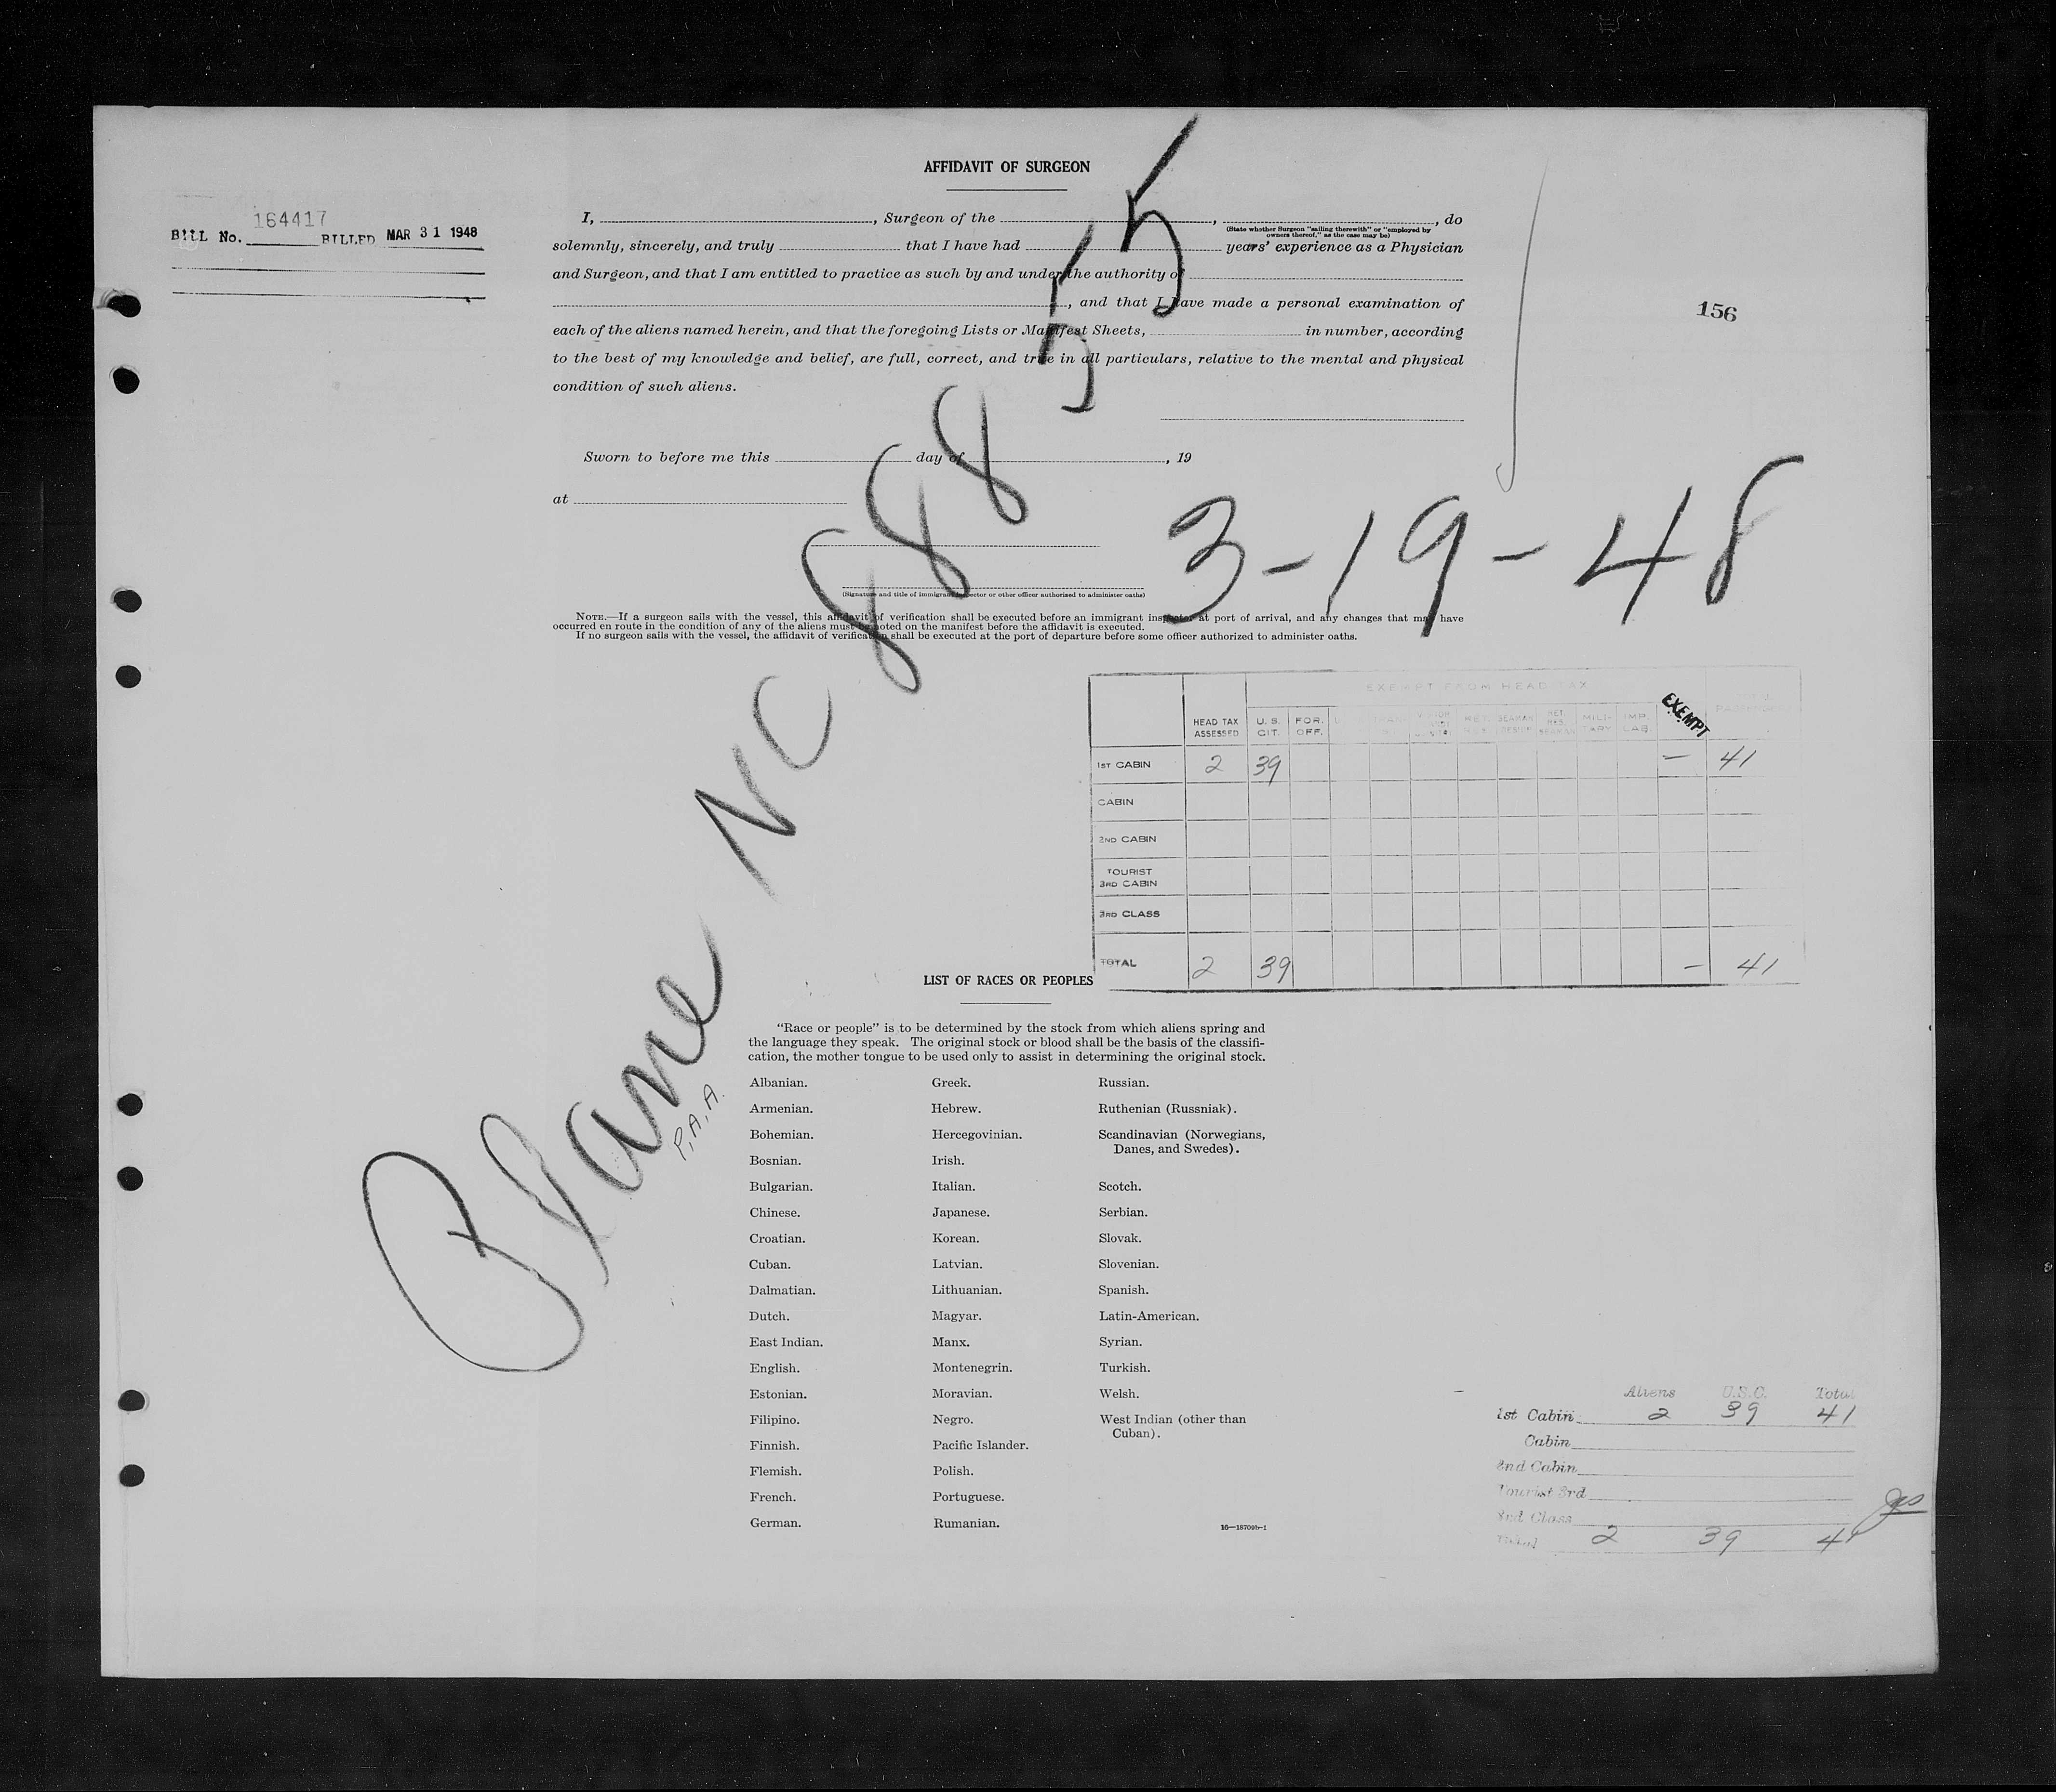 AFFIDAVIT OF SURGEON
164417
BILL No. BILLED MAR 31 1948
I, , Surgeon of the , , do
(State whether Surgeon "sailing therewith" or "employed by
owners thereof," as the case may be)
solemnly, sincerely, and truly that I have had years' experience as a Physician
and Surgeon, and that I am entitled to practice as such by and under the authority of
, and that I have made a personal examination of
each of the aliens named herein, and that the foregoing Lists or Manifest Sheets, in number, according
to the best of my knowledge and belief, are full, correct, and true in all particulars, relative to the mental and physical
condition of such aliens.
156
Sworn to before me this day of , 19
at
(Signature and title of immigrant inspector or other officer authorized to administer oaths)
3-19-48
NOTE.—If a surgeon sails with the vessel, this affidavit of verification shall be executed before an immigrant inspector at port of arrival, and any changes that may have
occurred en route in the condition of any of the aliens must be noted on the manifest before the affidavit is executed.
If no surgeon sails with the vessel, the affidavit of verification shall be executed at the port of departure before some officer authorized to administer oaths.
Plane NC 88855
P.A.A.
EXEMPT FROM HEAD TAX
HEAD TAX ASSESSED U. S. CIT. FOR. OFF. SEAMAN RET. RES. SEAMAN MILI-TARY IMP. LAB. EXEMPT
1ST CABIN 2 39 — 41
CABIN
2ND CABIN
TOURIST
3RD CABIN
3RD CLASS
TOTAL 2 39 — 41
LIST OF RACES OR PEOPLES
"Race or people" is to be determined by the stock from which aliens spring and
the language they speak. The original stock or blood shall be the basis of the classifi-
cation, the mother tongue to be used only to assist in determining the original stock.
Albanian. Greek. Russian.
Armenian. Hebrew. Ruthenian (Russniak).
Bohemian. Hercegovinian. Scandinavian (Norwegians,
Danes, and Swedes).
Bosnian. Irish.
Bulgarian. Italian. Scotch.
Chinese. Japanese. Serbian.
Croatian. Korean. Slovak.
Cuban. Latvian. Slovenian.
Dalmatian. Lithuanian. Spanish.
Dutch. Magyar. Latin-American.
East Indian. Manx. Syrian.
English. Montenegrin. Turkish.
Estonian. Moravian. Welsh.
Filipino. Negro. West Indian (other than
Cuban).
Finnish. Pacific Islander.
Flemish. Polish.
French. Portuguese.
German. Rumanian.
16—18709b-1
Aliens U.S.C. Total
1st Cabin 2 39 41
Cabin
2nd Cabin
Tourist 3rd
3rd Class
Total 2 39 41